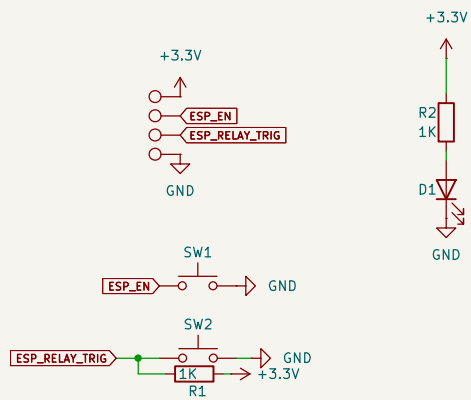 +3.3V
ESP_EN
ESP_RELAY_TRIG
GND
+3.3V
R2
1K
D1
GND
SW1
ESP_EN
GND
SW2
ESP_RELAY_TRIG
GND
1K
+3.3V
R1